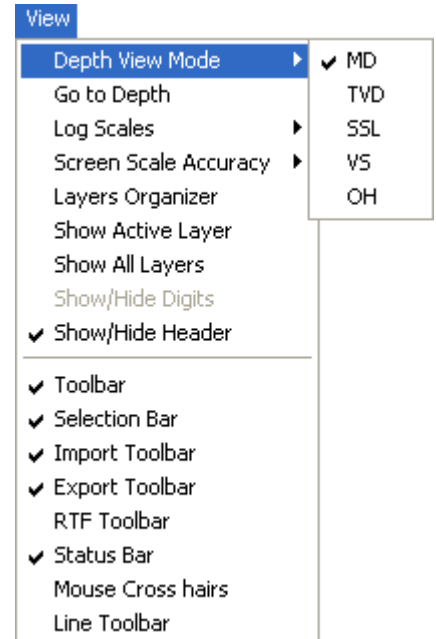 View
Depth View Mode
MD
TVD
SSL
VS
OH
Go to Depth
Log Scales
Screen Scale Accuracy
Layers Organizer
Show Active Layer
Show All Layers
Show/Hide Digits
Show/Hide Header
Toolbar
Selection Bar
Import Toolbar
Export Toolbar
RTF Toolbar
Status Bar
Mouse Cross hairs
Line Toolbar